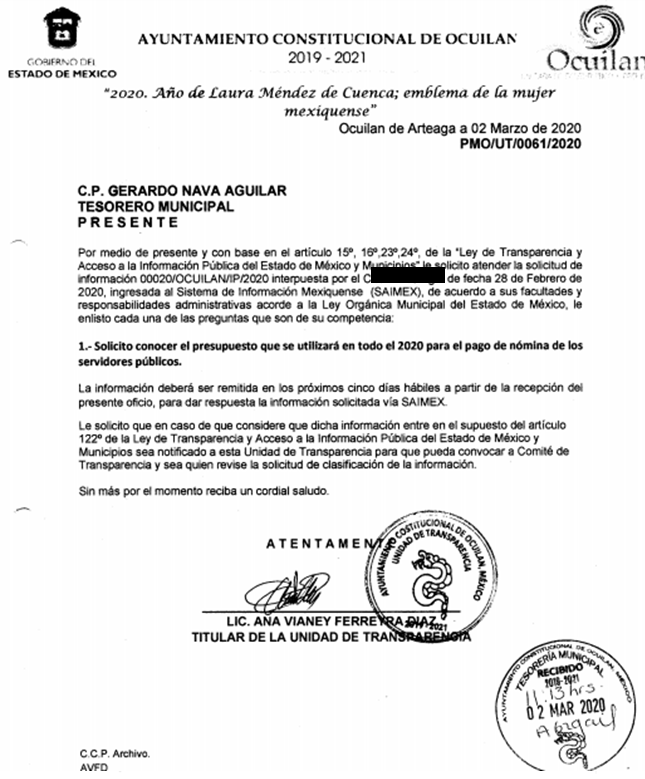 GOBIERNO DEL
ESTADO DE MÉXICO
AYUNTAMIENTO CONSTITUCIONAL DE OCUILAN
2019 - 2021
Ocuilan
"2020. Año de Laura Méndez de Cuenca; emblema de la mujer
mexiquense"
Ocuilan de Arteaga a 02 Marzo de 2020
PMO/UT/0061/2020
C.P. GERARDO NAVA AGUILAR
TESORERO MUNICIPAL
P R E S E N T E
Por medio de presente y con base en el artículo 15º, 16º,23º,24º, de la "Ley de Transparencia y
Acceso a la Información Pública del Estado de México y Municipios" le solicito atender la solicitud de
información 00020/OCUILAN/IP/2020 interpuesta por el C de fecha 28 de Febrero de
2020, ingresada al Sistema de Información Mexiquense (SAIMEX), de acuerdo a sus facultades y
responsabilidades administrativas acorde a la Ley Orgánica Municipal del Estado de México, le
enlisto cada una de las preguntas que son de su competencia:
1.- Solicito conocer el presupuesto que se utilizará en todo el 2020 para el pago de nómina de los
servidores públicos.
La información deberá ser remitida en los próximos cinco días hábiles a partir de la recepción del
presente oficio, para dar respuesta la información solicitada vía SAIMEX.
Le solicito que en caso de que considere que dicha información entre en el supuesto del artículo
122º de la Ley de Transparencia y Acceso a la Información Pública del Estado de México y
Municipios sea notificado a esta Unidad de Transparencia para que pueda convocar a Comité de
Transparencia y sea quien revise la solicitud de clasificación de la información.
Sin más por el momento reciba un cordial saludo.
A T E N T A M E N T
AYUNTAMIENTO CONSTITUCIONAL DE OCUILAN, MÉXICO
UNIDAD DE TRANSPARENCIA
2019-2021
LIC. ANA VIANEY FERREYRA DIAZ
TITULAR DE LA UNIDAD DE TRANSPARENCIA
AYUNTAMIENTO CONSTITUCIONAL DE OCUILAN, MÉXICO
TESORERÍA MUNICIPAL
RECIBIDO
2019-2021
11:13 hrs.
02 MAR 2020
Abigail
C.C.P. Archivo.
AVFD